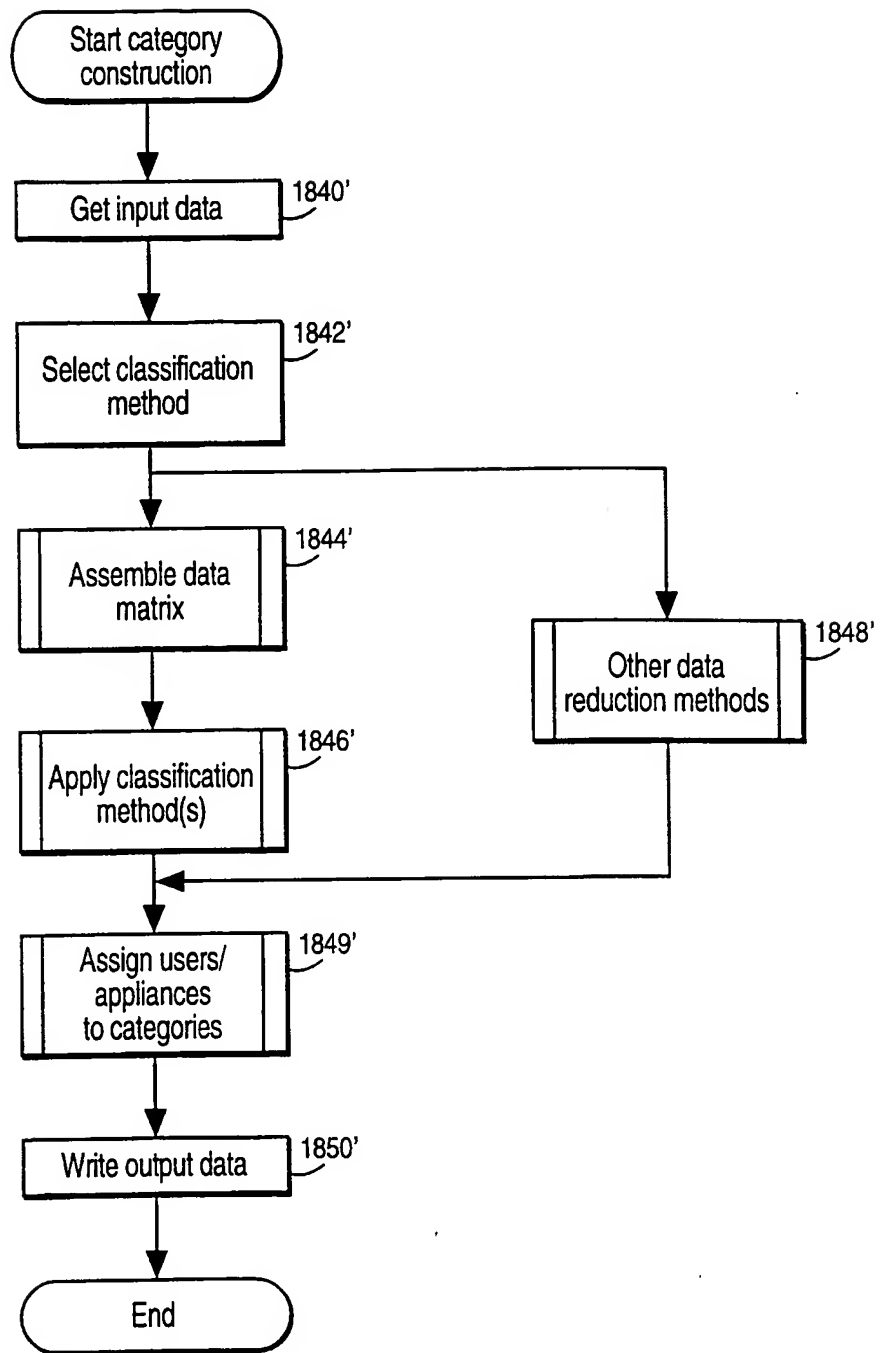 Start category
construction
Get input data
1840'
Select classification
method
1842'
Assemble data
matrix
1844'
Other data
reduction methods
1848'
Apply classification
method(s)
1846'
Assign users/
appliances
to categories
1849'
Write output data
1850'
End